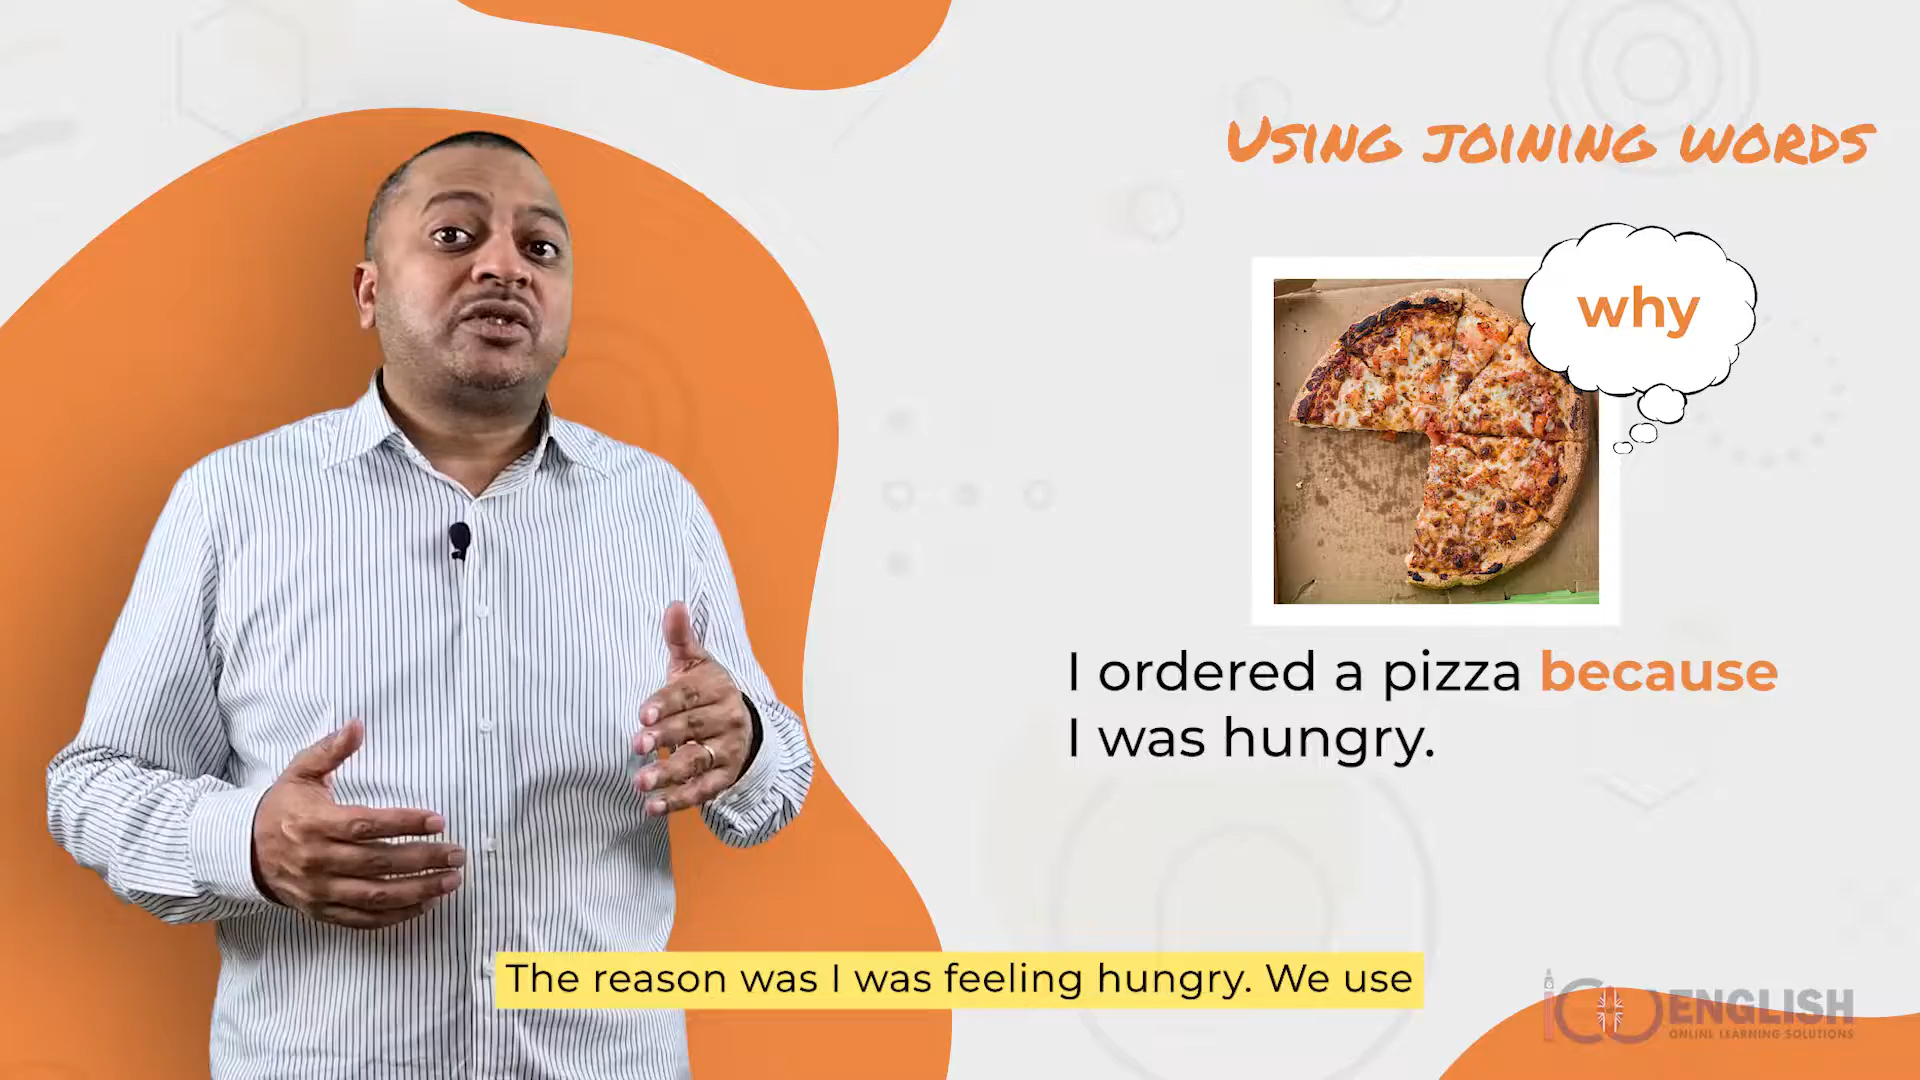 USING JOINING WORDS
why
I ordered a pizza because
I was hungry.
The reason was I was feeling hungry. We use
ENGLISH
ONLINE LEARNING SOLUTIONS